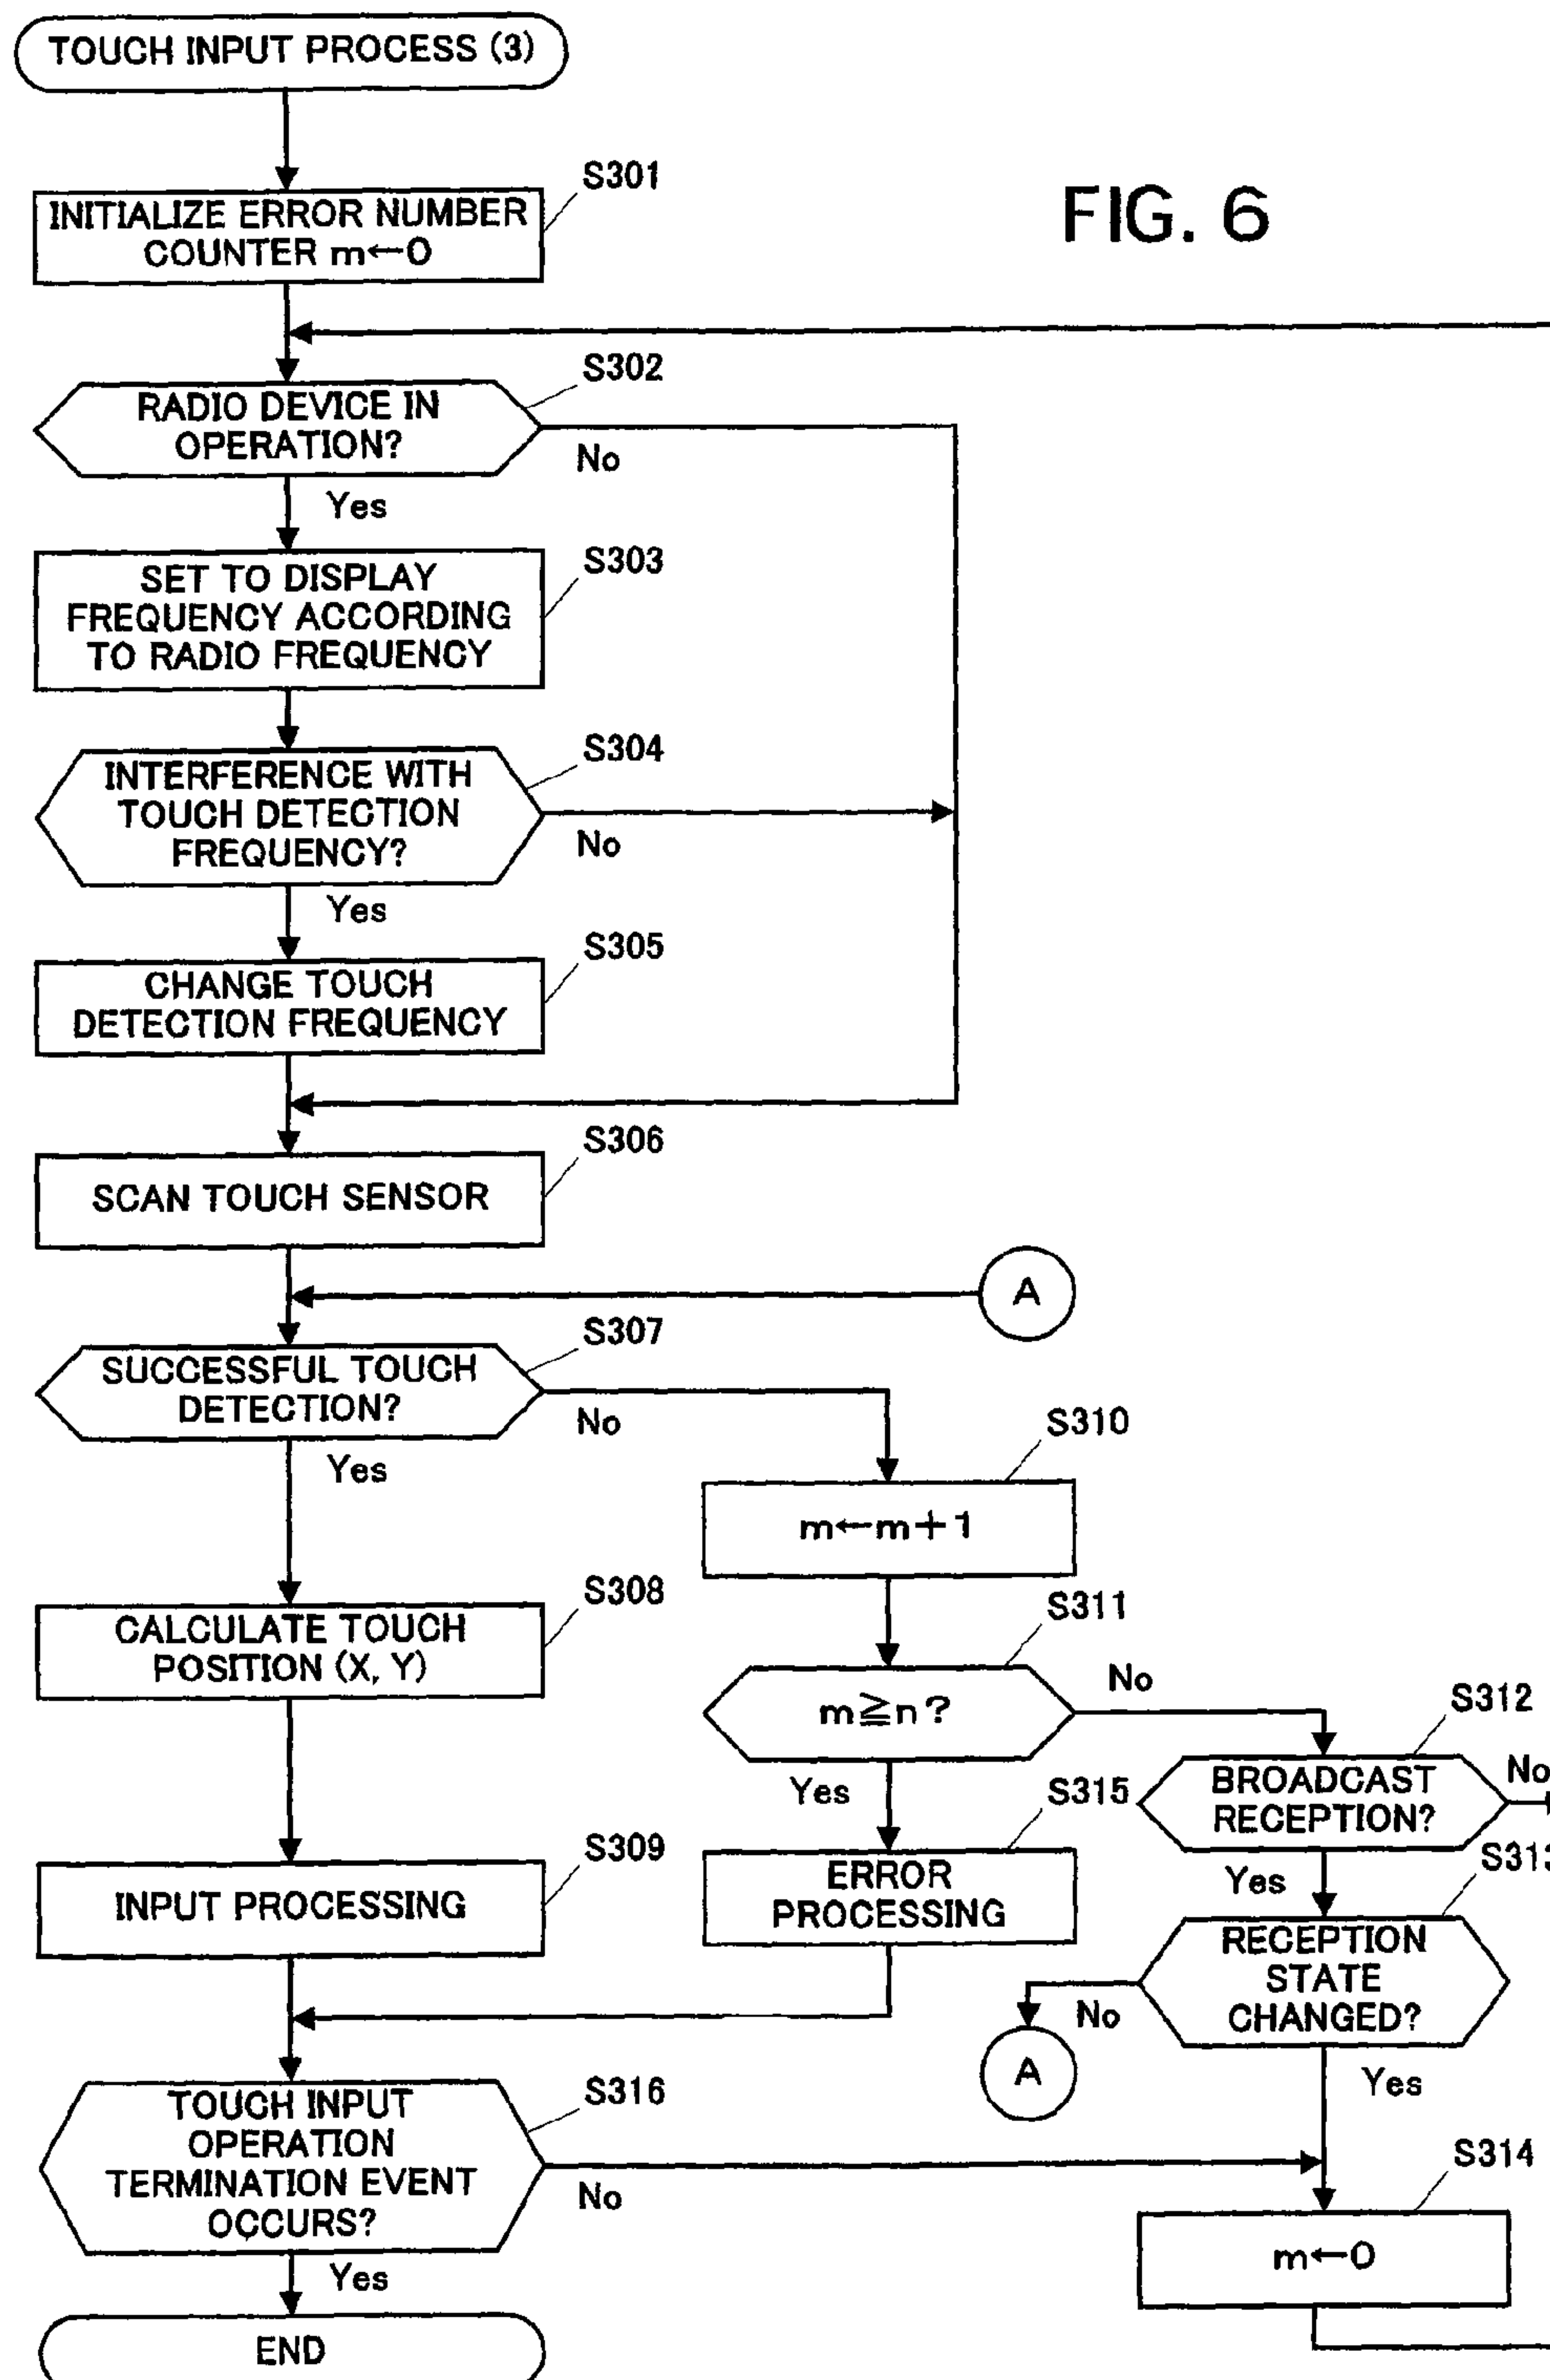 TOUCH INPUT PROCESS (3)
S301
INITIALIZE ERROR NUMBER
COUNTER m←0
FIG. 6
S302
RADIO DEVICE IN
OPERATION?
No
Yes
S303
SET TO DISPLAY
FREQUENCY ACCORDING
TO RADIO FREQUENCY
S304
INTERFERENCE WITH
TOUCH DETECTION
FREQUENCY?
No
Yes
S305
CHANGE TOUCH
DETECTION FREQUENCY
S306
SCAN TOUCH SENSOR
A
S307
SUCCESSFUL TOUCH
DETECTION?
No
Yes
S310
m←m+1
S308
CALCULATE TOUCH
POSITION (X, Y)
S311
m≧n?
No
Yes
S312
BROADCAST
RECEPTION?
No
Yes
S315
ERROR
PROCESSING
S309
INPUT PROCESSING
S313
RECEPTION
STATE
CHANGED?
No
A
Yes
S316
TOUCH INPUT
OPERATION
TERMINATION EVENT
OCCURS?
No
Yes
S314
m←0
END